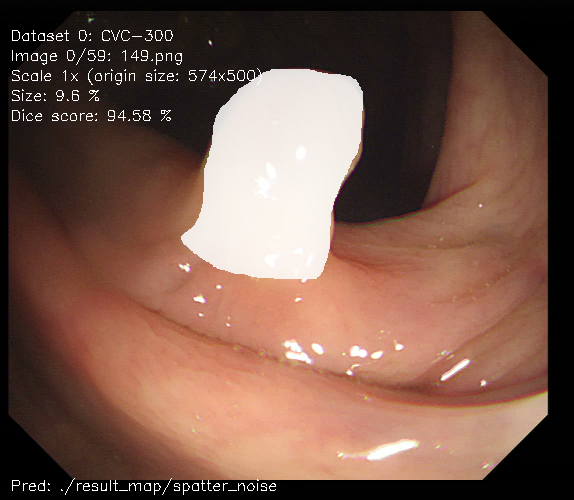 Dataset 0: CVC-300
Image 0/59: 149.png
Scale 1x (origin size: 574x500)
Size: 9.6 %
Dice score: 94.58 %
Pred: ./result_map/spatter_noise